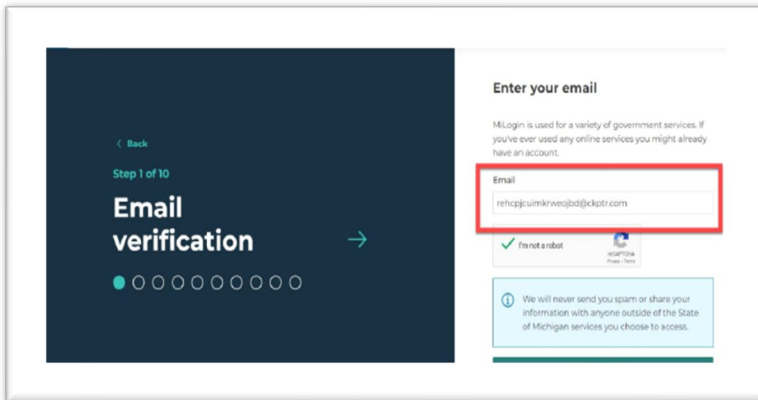 < Back
Step 1 of 10
Email
verification
Enter your email
MiLogin is used for a variety of government services. If
you've ever used any online services you might already
have an account.
Email
rehcpjcuimkrweojbd@ckptr.com
I'm not a robot
reCAPTCHA
Privacy - Terms
We will never send you spam or share your
information with anyone outside of the State
of Michigan services you choose to access.